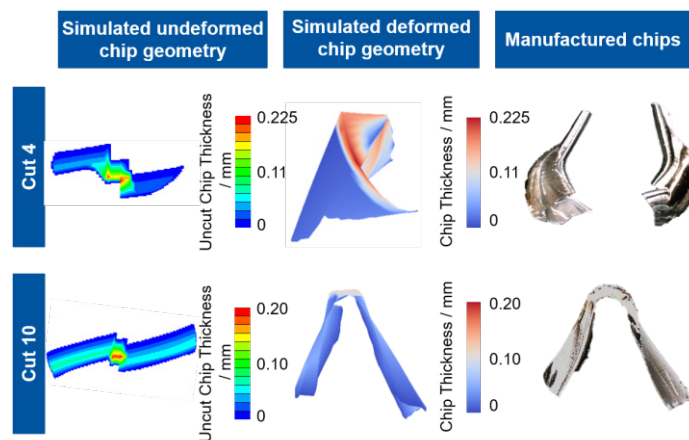 Simulated undeformed
chip geometry
Simulated deformed
chip geometry
Manufactured chips
Cut 4
Uncut Chip Thickness
/ mm
0.225
0.11
0
Chip Thickness / mm
0.225
0.11
0
Cut 10
Uncut Chip Thickness
/ mm
0.20
0.10
0
Chip Thickness / mm
0.20
0.10
0